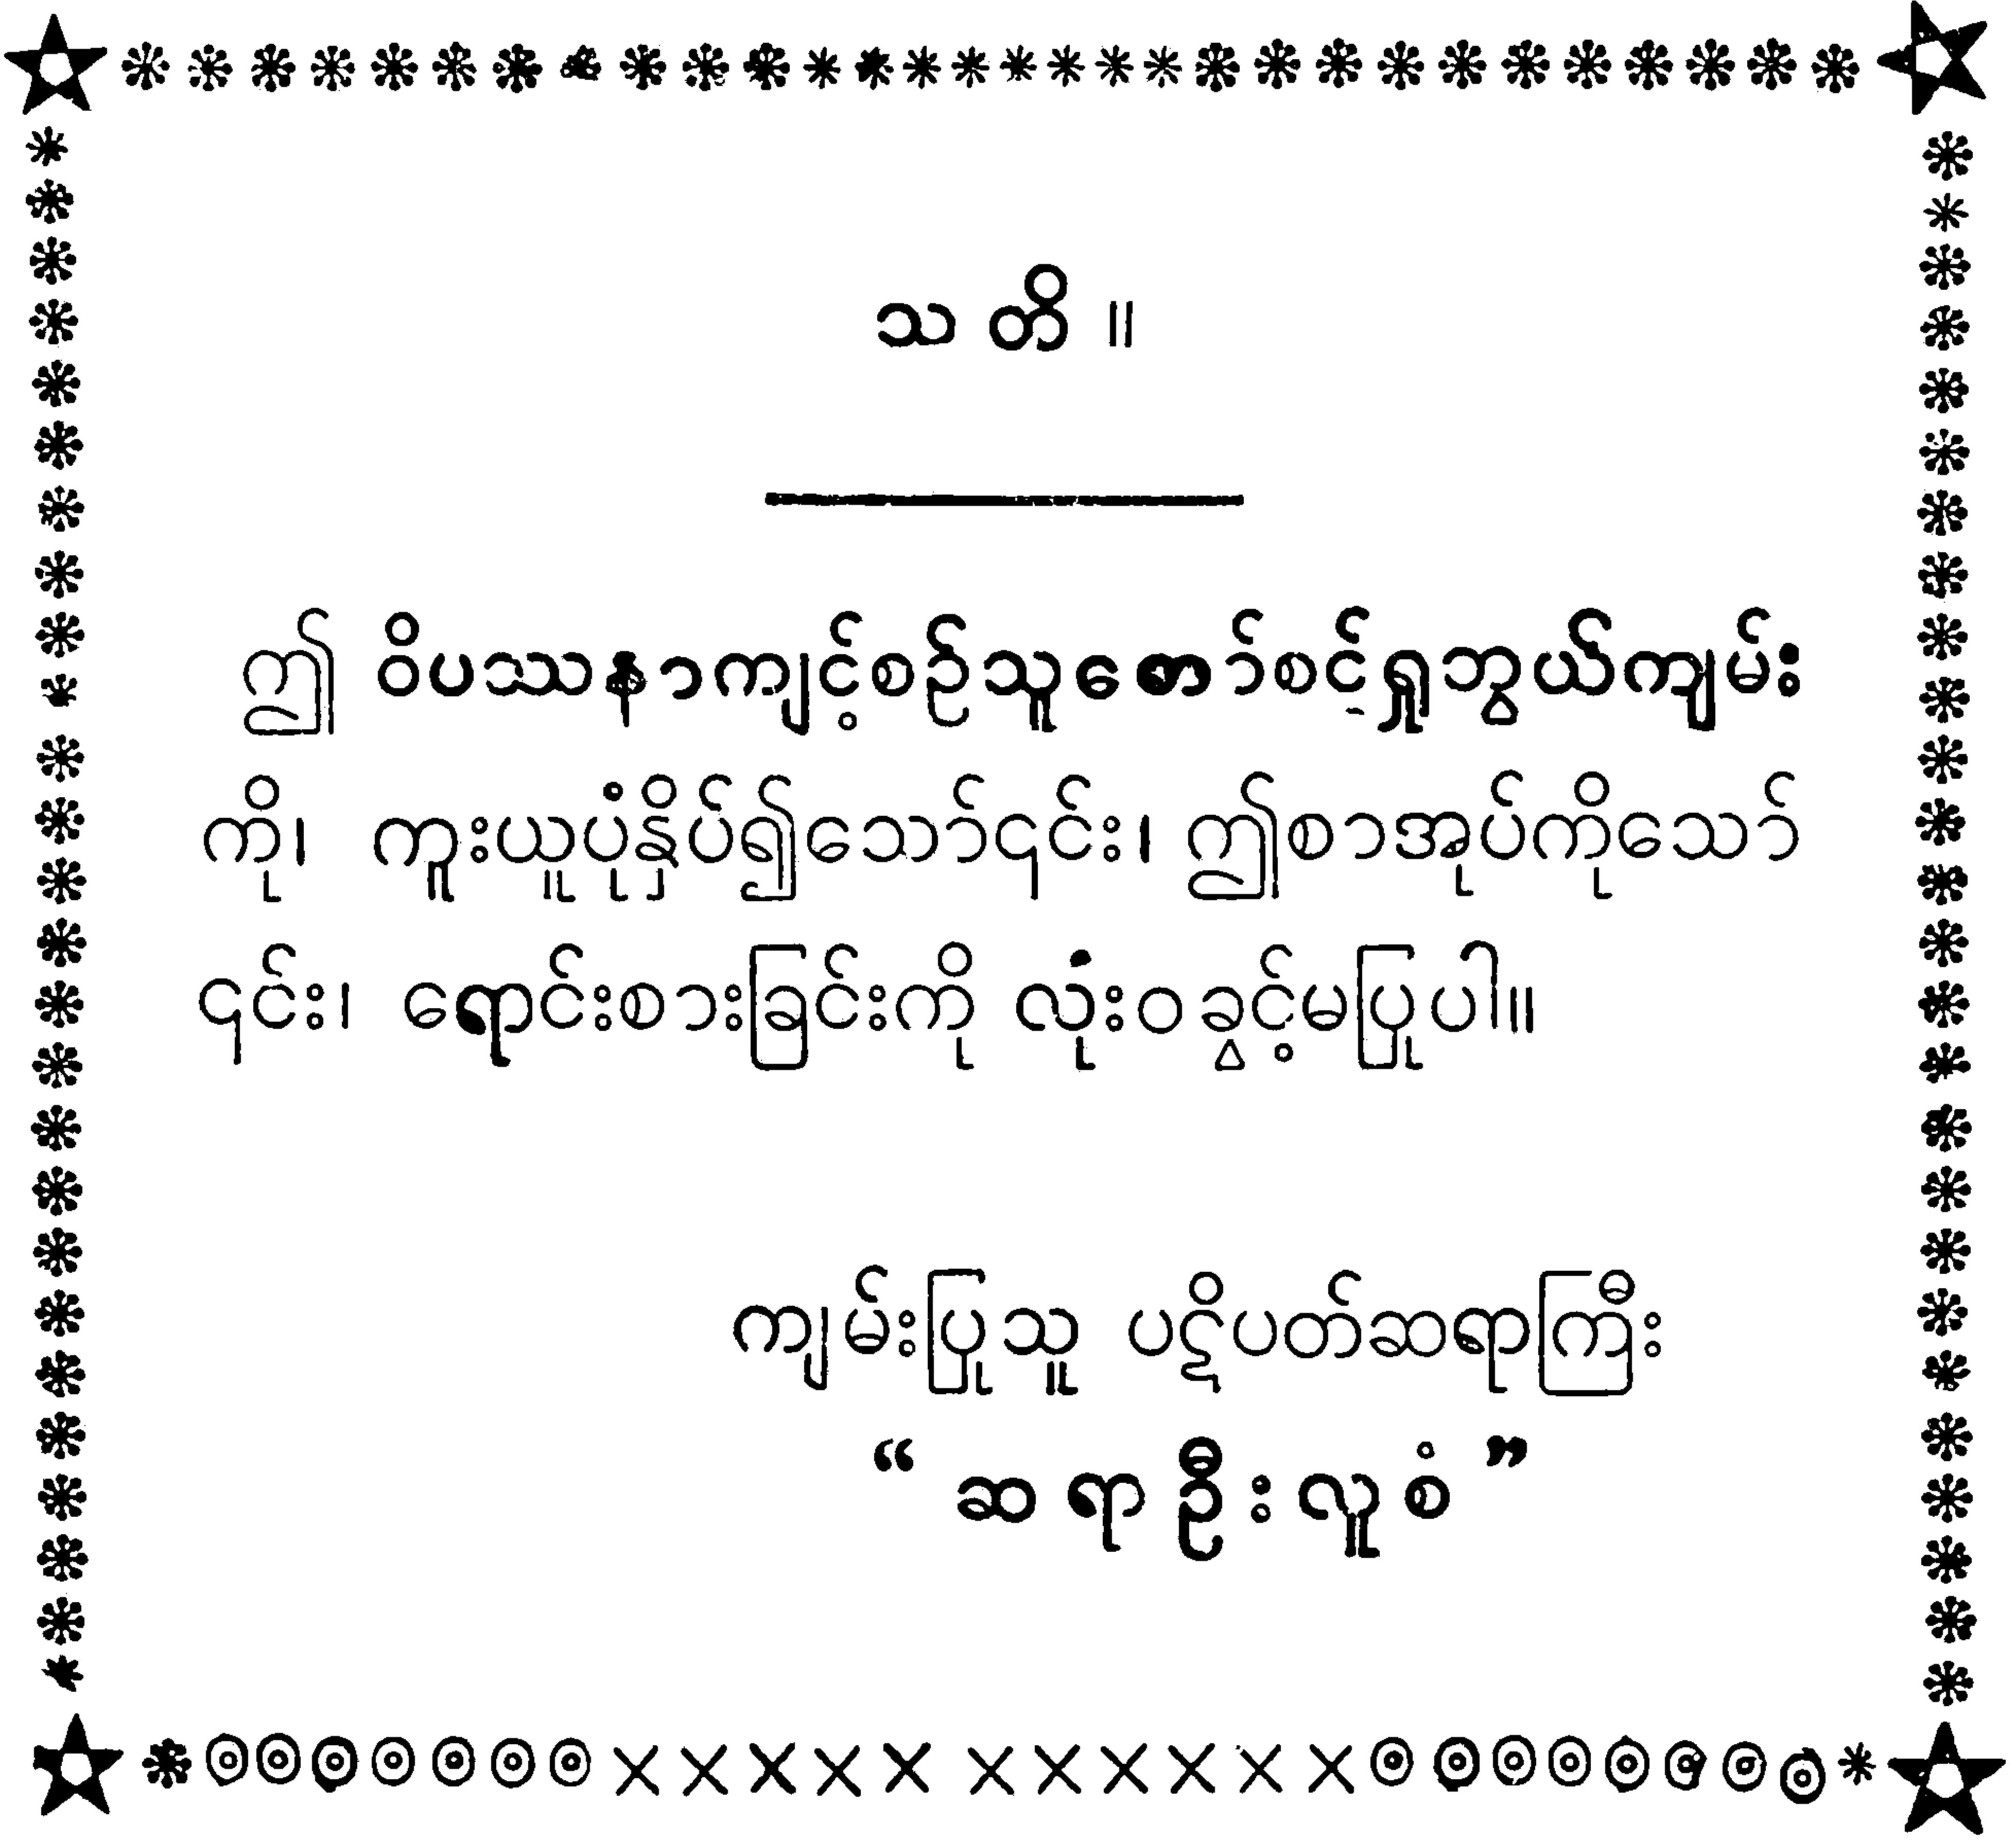 သတိ ။
ဤ ဝိပဿနာကျင့်စဉ်သူတော်စင့်ရှုဘွယ်ကျမ်း
ကို၊ ကူးယူပုံနှိပ်၍သော်၎င်း၊ ဤစာအုပ်ကိုသော်
၎င်း၊ ရောင်းစားခြင်းကို လုံးဝခွင့်မပြုပါ။
ကျမ်းပြုသူ ပဋိပတ်ဆရာကြီး
“ ဆရာဦးလူစံ ”